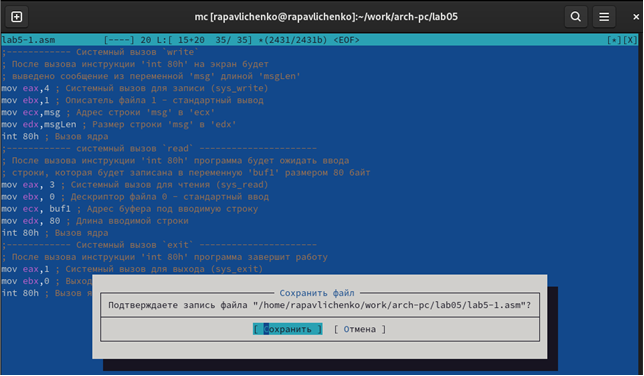 mc [rapavlichenko@rapavlichenko]:~/work/arch-pc/lab05
lab5-1.asm [----] 20 L:[ 15+20 35/ 35] *(2431/2431b) <EOF> [*][X]
;------------ Системный вызов `write`
; После вызова инструкции 'int 80h' на экран будет
; выведено сообщение из переменной 'msg' длиной 'msgLen'
mov eax,4 ; Системный вызов для записи (sys_write)
mov ebx,1 ; Описатель файла 1 - стандартный вывод
mov ecx,msg ; Адрес строки 'msg' в 'ecx'
mov edx,msgLen ; Размер строки 'msg' в 'edx'
int 80h ; Вызов ядра
;------------ системный вызов `read` ----------------------
; После вызова инструкции 'int 80h' программа будет ожидать ввода
; строки, которая будет записана в переменную 'buf1' размером 80 байт
mov eax, 3 ; Системный вызов для чтения (sys_read)
mov ebx, 0 ; Дескриптор файла 0 - стандартный ввод
mov ecx, buf1 ; Адрес буфера под вводимую строку
mov edx, 80 ; Длина вводимой строки
int 80h ; Вызов ядра
;------------ Системный вызов `exit` ----------------------
; После вызова инструкции 'int 80h' программа завершит работу
mov eax,1 ; Системный вызов для выхода (sys_exit)
mov ebx,0 ; Выход
int 80h ; Вызов я
Сохранить файл
Подтверждаете запись файла "/home/rapavlichenko/work/arch-pc/lab05/lab5-1.asm"?
[ Сохранить ] [ Отмена ]